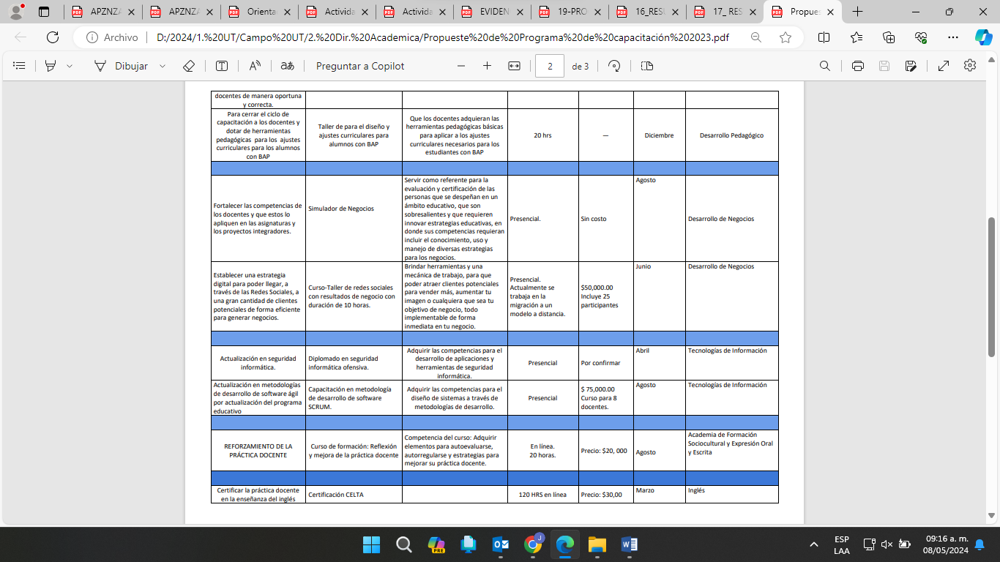 APZNZA
APZNZA
Orienta
Activida
Activida
EVIDEN
19-PRO
16_RESU
17_ RES
Propues
Archivo
D:/2024/1.%20UT/Campo%20UT/2.%20Dir.%20Academica/Propueste%20de%20Programa%20de%20capacitación%202023.pdf
Dibujar
Preguntar a Copilot
2
de 3
docentes de manera oportuna
y correcta.
Para cerrar el ciclo de
capacitación a los docentes y
dotar de herramientas
pedagógicas para los ajustes
curriculares para los alumnos
con BAP
Taller de para el diseño y
ajustes curriculares para
alumnos con BAP
Que los docentes adquieran las
herramientas pedagógicas básicas
para aplicar a los ajustes
curriculares necesarios para los
estudiantes con BAP
20 hrs
—
Diciembre
Desarrollo Pedagógico
Fortalecer las competencias de
los docentes y que estos lo
apliquen en las asignaturas y
los proyectos integradores.
Simulador de Negocios
Servir como referente para la
evaluación y certificación de las
personas que se despeñan en un
ámbito educativo, que son
sobresalientes y que requieren
innovar estrategias educativas, en
donde sus competencias requieran
incluir el conocimiento, uso y
manejo de diversas estrategias
para los negocios.
Presencial.
Sin costo
Agosto
Desarrollo de Negocios
Establecer una estrategia
digital para poder llegar, a
través de las Redes Sociales, a
una gran cantidad de clientes
potenciales de forma eficiente
para generar negocios.
Curso-Taller de redes sociales
con resultados de negocio con
duración de 10 horas.
Brindar herramientas y una
mecánica de trabajo, para que
poder atraer clientes potenciales
para vender más, aumentar tu
imagen o cualquiera que sea tu
objetivo de negocio, todo
implementable de forma
inmediata en tu negocio.
Presencial.
Actualmente se
trabaja en la
migración a un
modelo a distancia.
$50,000.00
Incluye 25
participantes
Junio
Desarrollo de Negocios
Actualización en seguridad
informática.
Diplomado en seguridad
informática ofensiva.
Adquirir las competencias para el
desarrollo de aplicaciones y
herramientas de seguridad
informática.
Presencial
Por confirmar
Abril
Tecnologías de Información
Actualización en metodologías
de desarrollo de software ágil
por actualización del programa
educativo
Capacitación en metodología
de desarrollo de software
SCRUM.
Adquirir las competencias para el
diseño de sistemas a través de
metodologías de desarrollo.
Presencial
$ 75,000.00
Curso para 8
docentes.
Agosto
Tecnologías de Información
REFORZAMIENTO DE LA
PRÁCTICA DOCENTE
Curso de formación: Reflexión
y mejora de la práctica docente
Competencia del curso: Adquirir
elementos para autoevaluarse,
autorregularse y estrategias para
mejorar su práctica docente.
En línea.
20 horas.
Precio: $20, 000
Agosto
Academia de Formación
Sociocultural y Expresión Oral
y Escrita
Certificar la práctica docente
en la enseñanza del inglés
Certificación CELTA
120 HRS en línea
Precio: $30,00
Marzo
Inglés
PRE
J
ESP
LAA
09:16 a. m.
08/05/2024